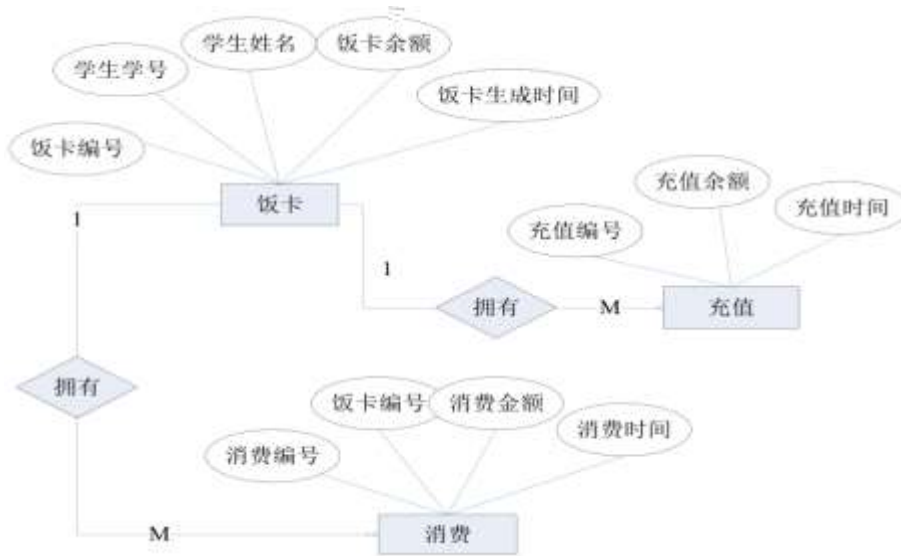 学生姓名
饭卡余额
学生学号
饭卡生成时间
饭卡编号
充值余额
饭卡
充值时间
1
充值编号
1
拥有
M
充值
拥有
饭卡编号
消费金额
消费时间
消费编号
M
消费